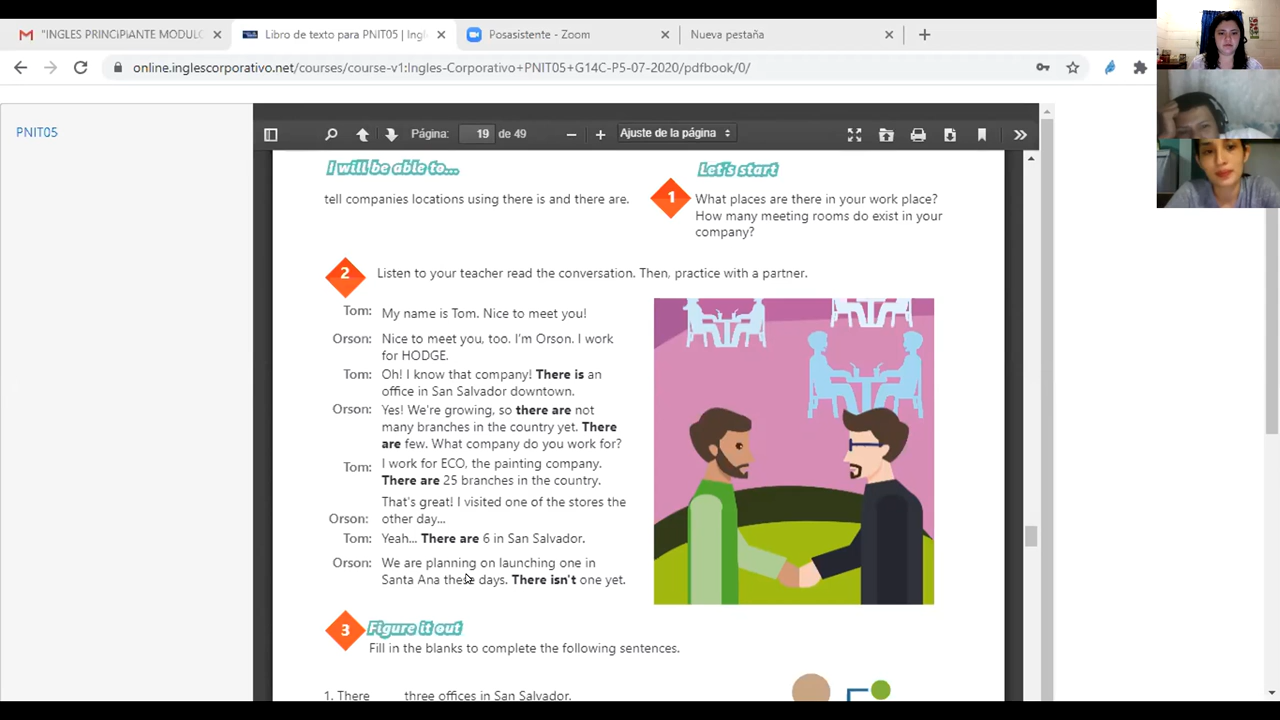 "INGLES PRINCIPIANTE MODULO
Libro de texto para PNIT05 | Ingl
Posasistente - Zoom
Nueva pestaña
online.inglescorporativo.net/courses/course-v1:Ingles-Corporativo+PNIT05+G14C-P5-07-2020/pdfbook/0/
PNIT05
Página: 19 de 49
Ajuste de la página
I will be able to...
tell companies locations using there is and there are.
Let's start
1
What places are there in your work place?
How many meeting rooms do exist in your
company?
2
Listen to your teacher read the conversation. Then, practice with a partner.
Tom: My name is Tom. Nice to meet you!
Orson: Nice to meet you, too. I'm Orson. I work
for HODGE.
Tom: Oh! I know that company! There is an
office in San Salvador downtown.
Orson: Yes! We're growing, so there are not
many branches in the country yet. There
are few. What company do you work for?
Tom: I work for ECO, the painting company.
There are 25 branches in the country.
That's great! I visited one of the stores the
Orson: other day...
Tom: Yeah... There are 6 in San Salvador.
Orson: We are planning on launching one in
Santa Ana these days. There isn't one yet.
3
Figure it out
Fill in the blanks to complete the following sentences.
1. There three offices in San Salvador.